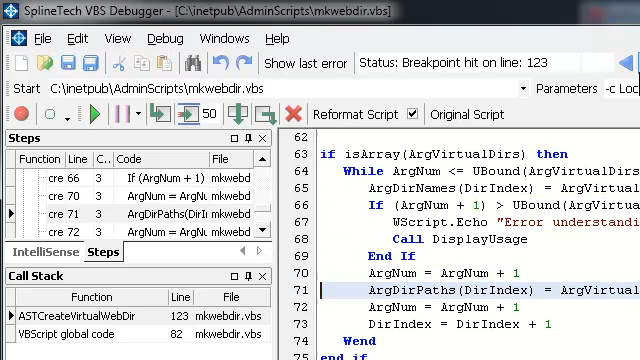 SplineTech VBS Debugger - [C:\inetpub\AdminScripts\mkwebdir.vbs]
File Edit View Debug Windows Help
Show last error Status: Breakpoint hit on line: 123
Start C:\inetpub\AdminScripts\mkwebdir.vbs Parameters -c Loc
50 Reformat Script Original Script
Steps
Function Line C.. Code File
cre 66 3 If (ArgNum + 1) mkwebd
cre 70 3 ArgNum = ArgNu mkwebd
cre 71 3 ArgDirPaths(DirI mkwebd
cre 72 3 ArgNum = ArgNu mkwebd
IntelliSense Steps
Call Stack
Function Line File
ASTCreateVirtualWebDir 123 mkwebdir.vbs
VBScript global code 82 mkwebdir.vbs
62
63 if isArray(ArgVirtualDirs) then
64 While ArgNum <= UBound(ArgVirtualDirs
65 ArgDirNames(DirIndex) = ArgVirtual
66 If (ArgNum + 1) > UBound(ArgVirtual
67 WScript.Echo "Error understandi
68 Call DisplayUsage
69 End If
70 ArgNum = ArgNum + 1
71 ArgDirPaths(DirIndex) = ArgVirtual
72 ArgNum = ArgNum + 1
73 DirIndex = DirIndex + 1
74 Wend
75 end if